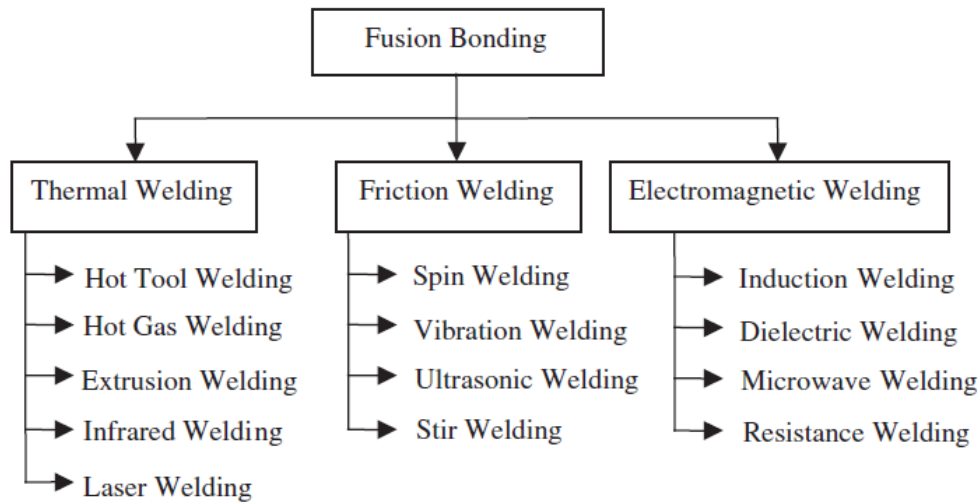 Fusion Bonding
Thermal Welding
Hot Tool Welding
Hot Gas Welding
Extrusion Welding
Infrared Welding
Laser Welding
Friction Welding
Spin Welding
Vibration Welding
Ultrasonic Welding
Stir Welding
Electromagnetic Welding
Induction Welding
Dielectric Welding
Microwave Welding
Resistance Welding